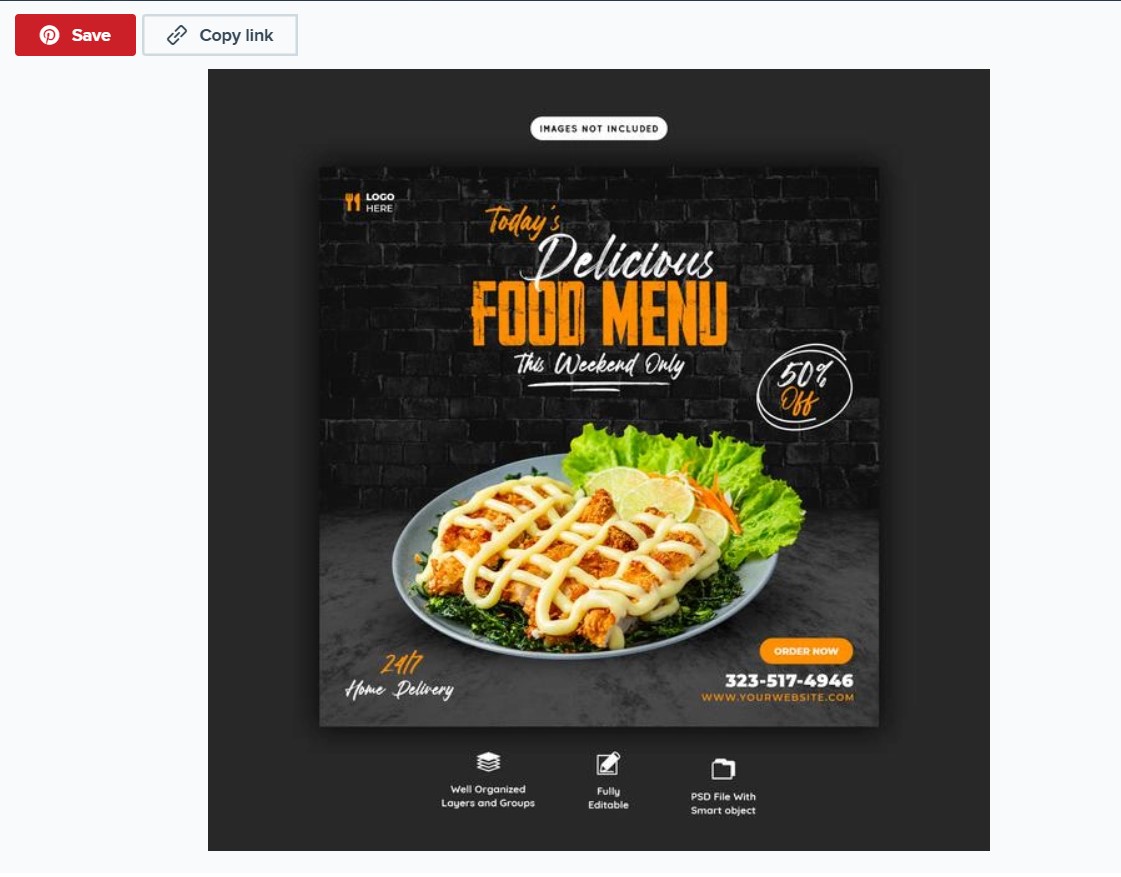 Save
Copy link
IMAGES NOT INCLUDED
LOGO
HERE
Today's
Delicious
FOOD MENU
This Weekend Only
50%
Off
24/7
Home Delivery
ORDER NOW
323-517-4946
WWW.YOURWEBSITE.COM
Well Organized
Layers and Groups
Fully
Editable
PSD File With
Smart object